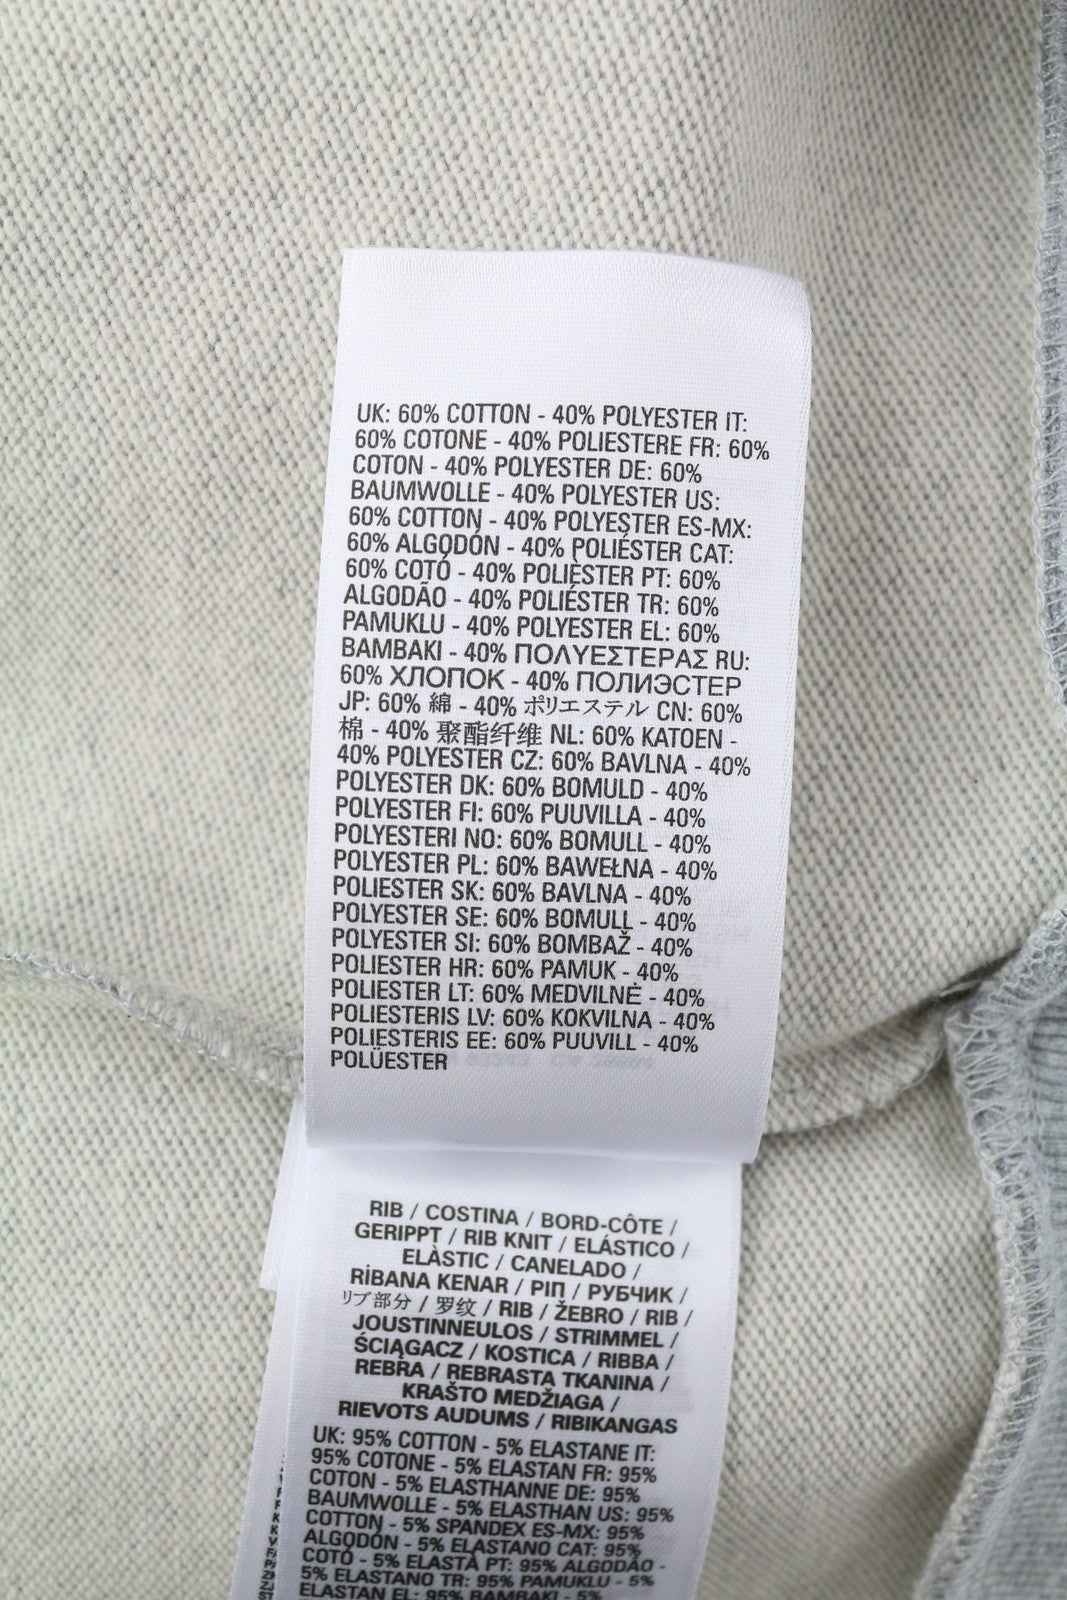 UK: 60% COTTON - 40% POLYESTER IT:
60% COTONE - 40% POLIESTERE FR: 60%
COTON - 40% POLYESTER DE: 60%
BAUMWOLLE - 40% POLYESTER US:
60% COTTON - 40% POLYESTER ES-MX:
60% ALGODÓN - 40% POLIÉSTER CAT:
60% COTÓ - 40% POLIÈSTER PT: 60%
ALGODÃO - 40% POLIÉSTER TR: 60%
PAMUKLU - 40% POLYESTER EL: 60%
BAMBAKI - 40% ΠΟΛΥΕΣΤΕΡΑΣ RU:
60% ХЛОПОК - 40% ПОЛИЭСТЕР
JP: 60% 綿 - 40% ポリエステル CN: 60%
棉 - 40% 聚酯纤维 NL: 60% KATOEN -
40% POLYESTER CZ: 60% BAVLNA - 40%
POLYESTER DK: 60% BOMULD - 40%
POLYESTER FI: 60% PUUVILLA - 40%
POLYESTERI NO: 60% BOMULL - 40%
POLYESTER PL: 60% BAWEŁNA - 40%
POLIESTER SK: 60% BAVLNA - 40%
POLYESTER SE: 60% BOMULL - 40%
POLYESTER SI: 60% BOMBAŽ - 40%
POLIESTER HR: 60% PAMUK - 40%
POLIESTER LT: 60% MEDVILNĖ - 40%
POLIESTERIS LV: 60% KOKVILNA - 40%
POLIESTERIS EE: 60% PUUVILL - 40%
POLÜESTER
RIB / COSTINA / BORD-CÔTE /
GERIPPT / RIB KNIT / ELÁSTICO /
ELÀSTIC / CANELADO /
RİBANA KENAR / ΡΙΠ / РУБЧИК /
リブ部分 / 罗纹 / RIB / ŽEBRO / RIB /
JOUSTINNEULOS / STRIMMEL /
ŚCIĄGACZ / KOSTICA / RIBBA /
REBRA / REBRASTA TKANINA /
KRAŠTO MEDŽIAGA /
RIEVOTS AUDUMS / RIBIKANGAS
UK: 95% COTTON - 5% ELASTANE IT:
95% COTONE - 5% ELASTAN FR: 95%
COTON - 5% ELASTHANNE DE: 95%
BAUMWOLLE - 5% ELASTHAN US: 95%
COTTON - 5% SPANDEX ES-MX: 95%
ALGODÓN - 5% ELASTANO CAT: 95%
COTÓ - 5% ELASTÀ PT: 95% ALGODÃO -
5% ELASTANO TR: 95% PAMUKLU - 5%
ELASTAN EL: 95% BAMBAKI - 5%